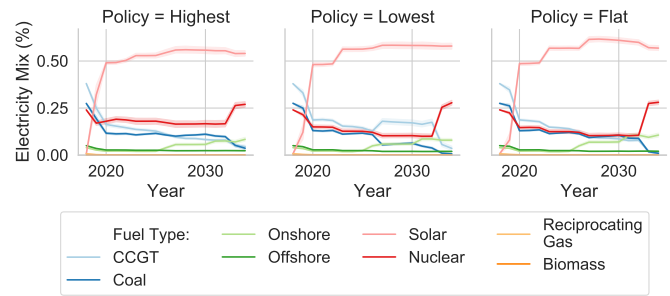 Policy = Highest
Policy = Lowest
Policy = Flat
Electricity Mix (%)
0.50
0.25
0.00
2020
2030
2020
2030
2020
2030
Year
Year
Year
Fuel Type:
CCGT
Coal
Onshore
Offshore
Solar
Nuclear
Reciprocating
Gas
Biomass